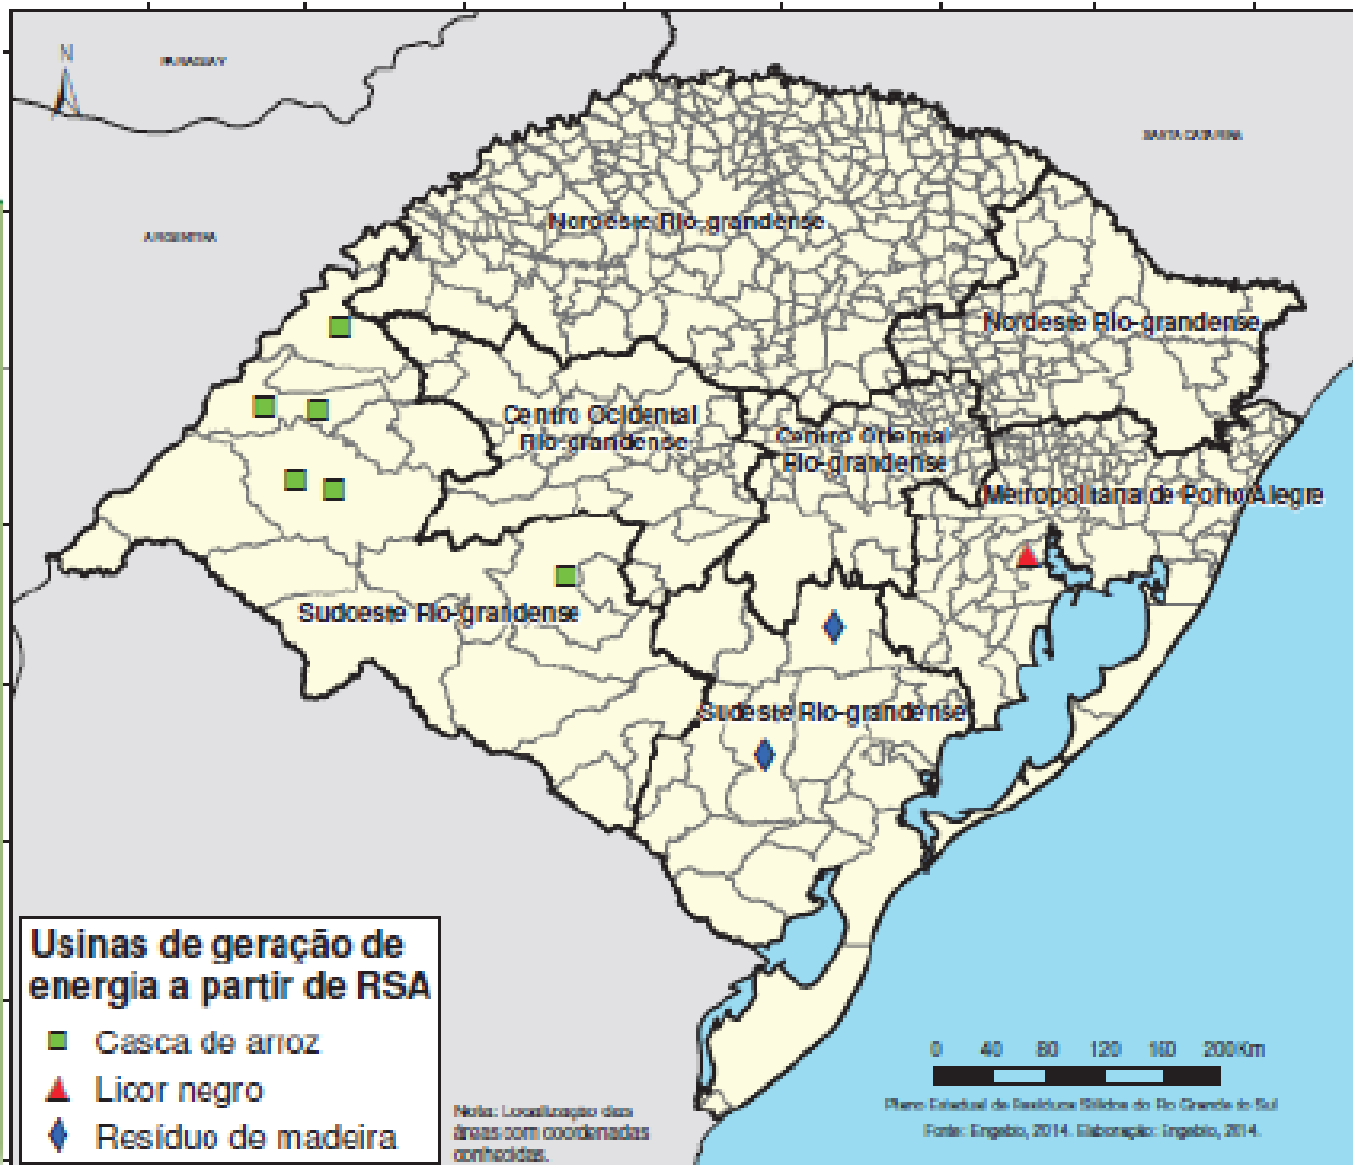 N
PARAGUAY
SANTA CATARINA
ARGENTINA
Nordeste Rio-grandense
Nordeste Rio-grandense
Centro Ocidental
Rio-grandense
Centro Oriental
Rio-grandense
Metropolitana de Porto Alegre
Sudoeste Rio-grandense
Sudeste Rio-grandense
Usinas de geração de
energia a partir de RSA
Casca de arroz
Licor negro
Resíduo de madeira
Nota: Localização das
áreas com coordenadas
conhecidas.
0 40 80 120 160 200Km
Plano Estadual de Resíduos Sólidos do Rio Grande do Sul
Fonte: Engebio, 2014. Elaboração: Engebio, 2014.